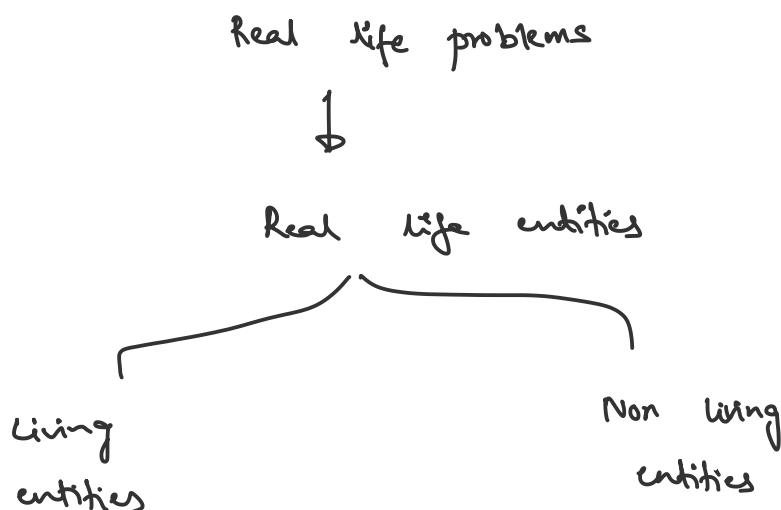 Real life problems
Real life entities
Living
entities
Non living
entities